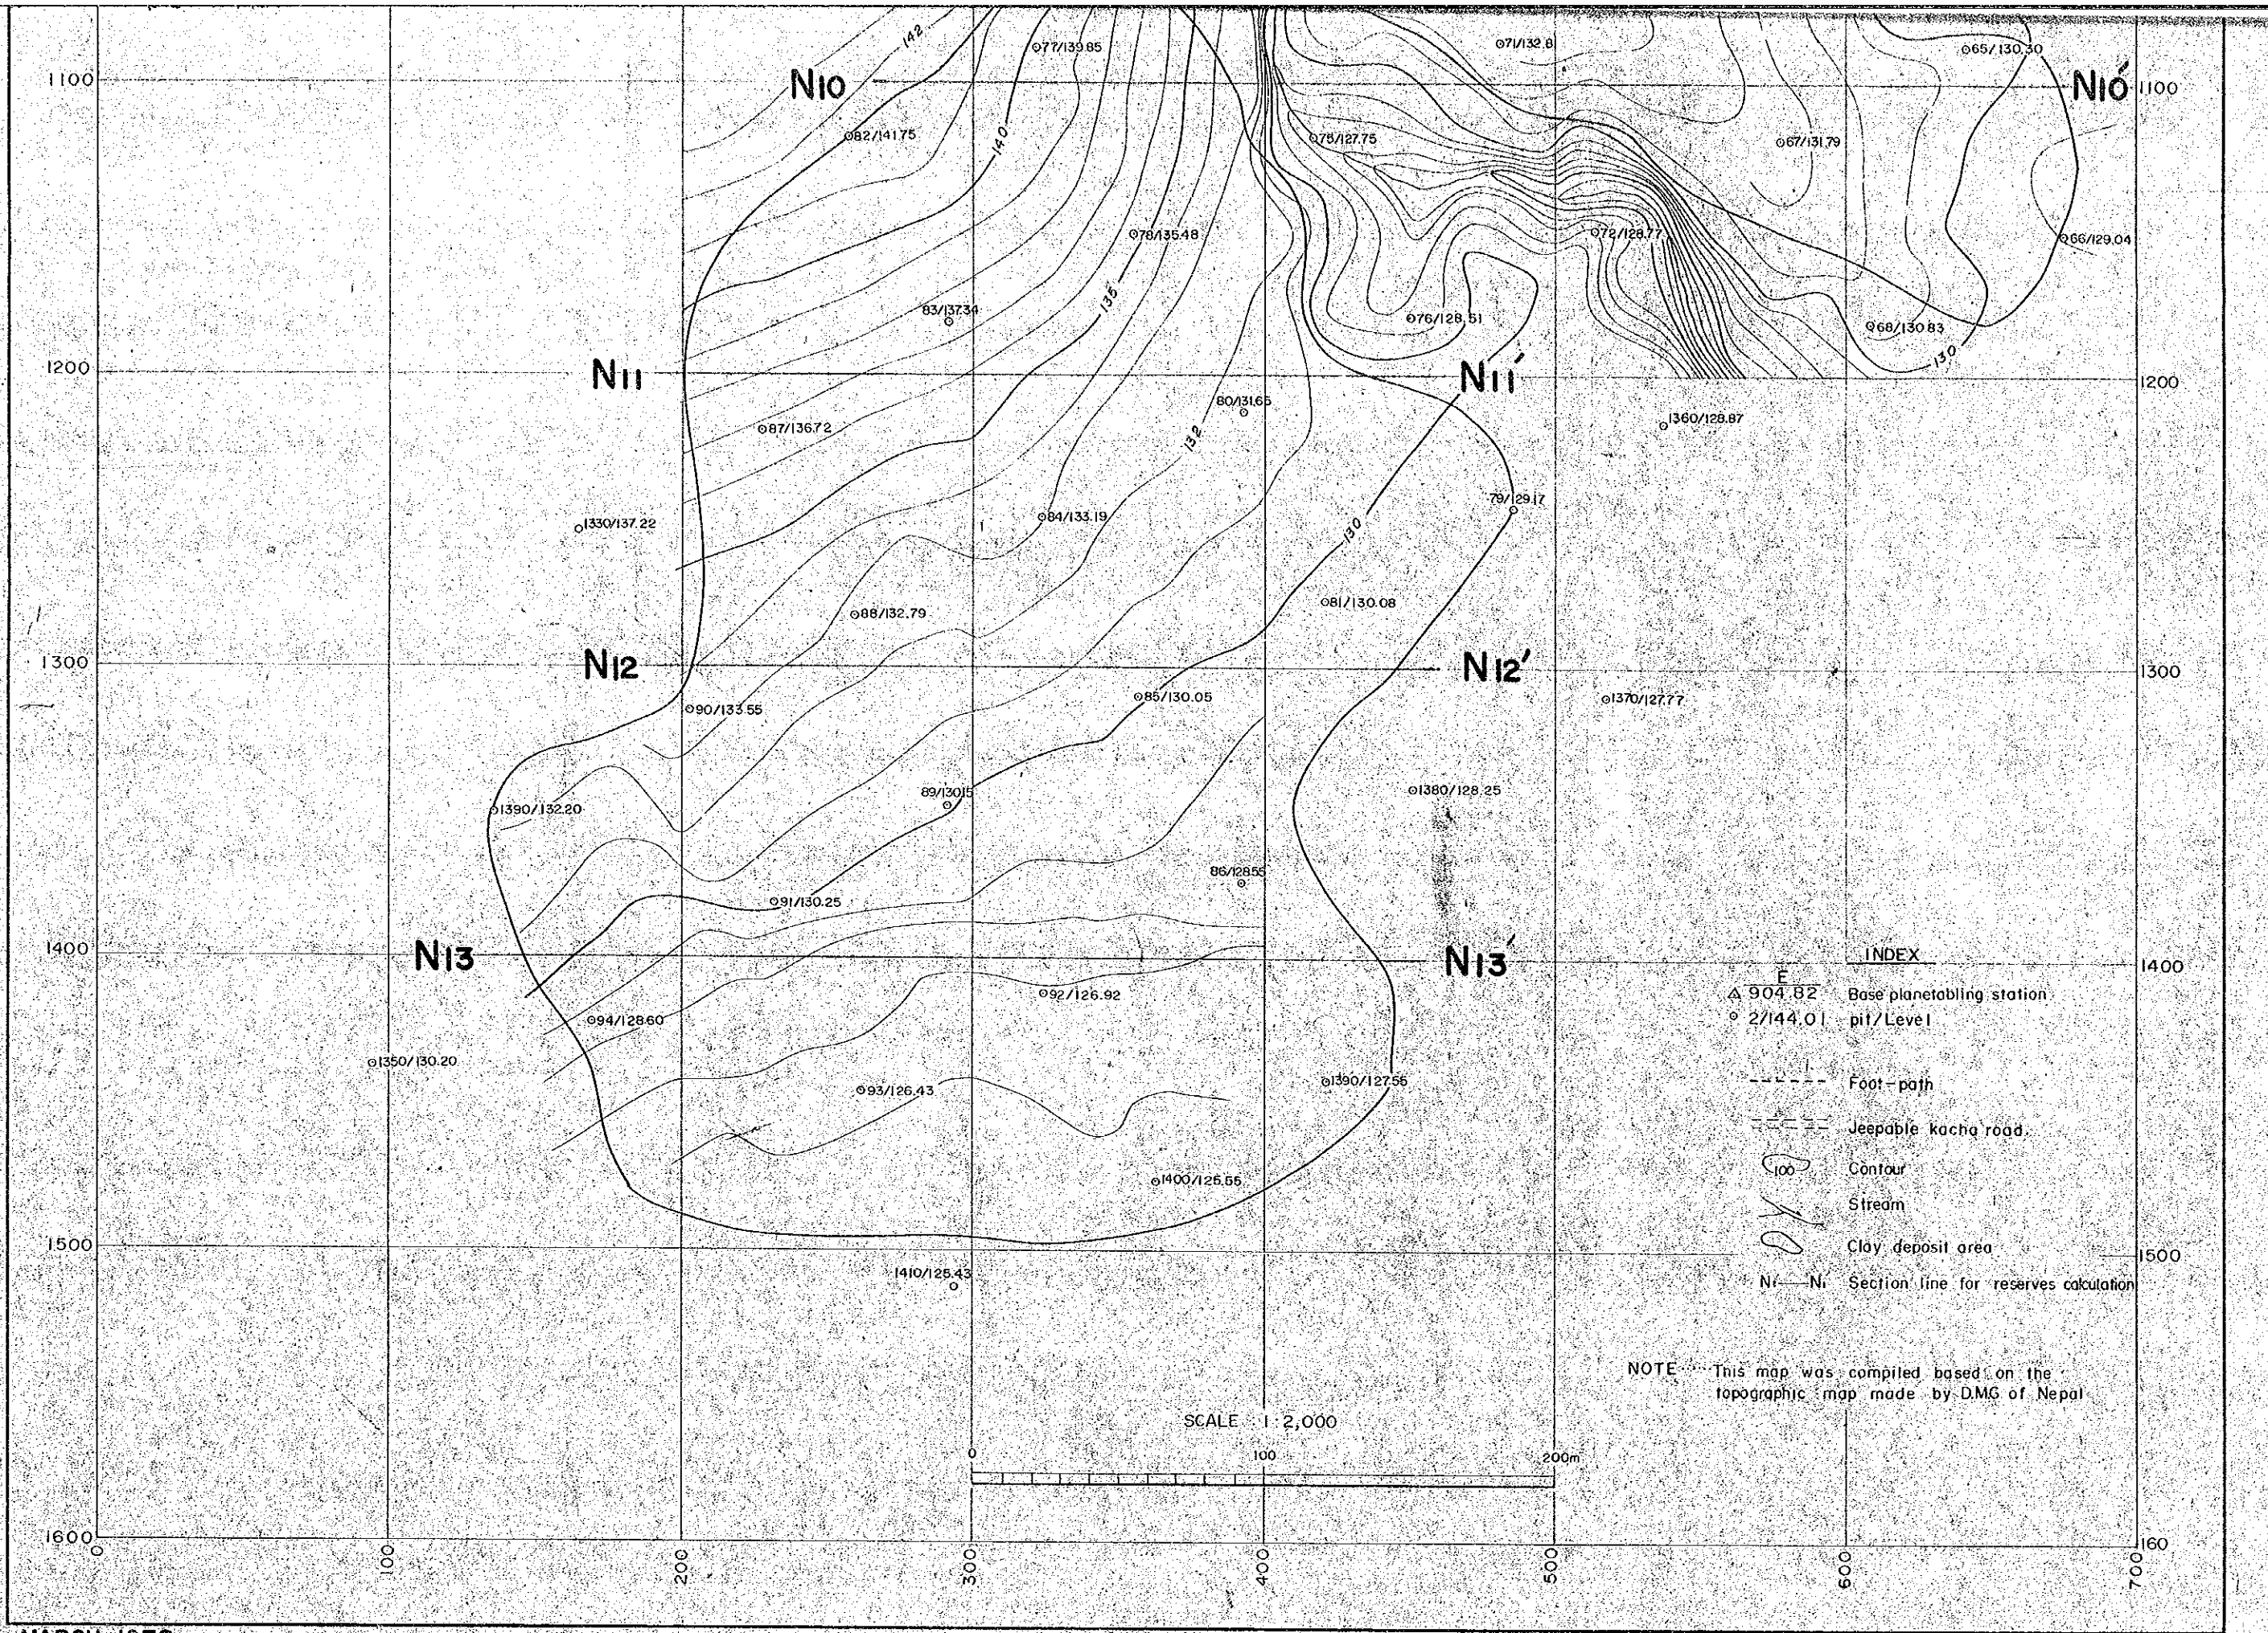 142
77/139.85
71/132.8
65/130.30
1100
N10
N10'
1100
82/141.75
140
75/127.75
67/131.79
78/135.48
72/128.77
66/129.04
135
83/137.34
76/128.51
68/130.83
130
1200
N11
N11'
1200
80/131.65
87/136.72
132
1360/128.87
1330/137.22
84/133.19
79/129.17
130
88/132.79
81/130.08
1300
N12
N12'
1300
90/133.55
85/130.05
1370/127.77
1390/132.20
89/130.15
1380/128.25
91/130.25
86/128.55
1400
N13
N13'
1400
92/126.92
94/128.60
1350/130.20
93/126.43
1390/127.55
1400/125.55
1500
1500
1410/125.43
INDEX
E
904.82 Base planetabling station
2/144.01 pit/Level
Foot-path
Jeepable kacha road.
100 Contour
Stream
Clay deposit area
N1 N1 Section line for reserves calculation
NOTE This map was compiled based on the
topographic map made by D.M.G of Nepal
SCALE 1:2,000
0 100 200m
1600
160
0 100 200 300 400 500 600 700